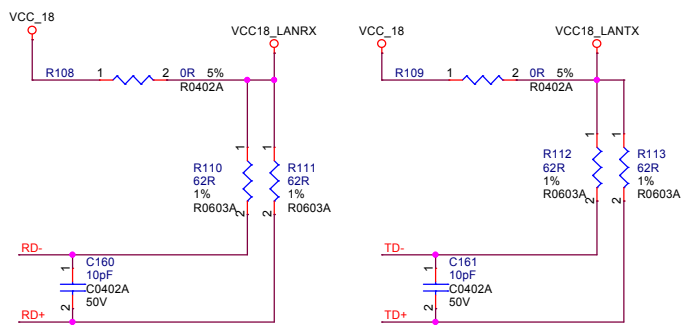 VCC_18
VCC18_LANRX
VCC_18
VCC18_LANTX
R108
1
2
0R
5%
R0402A
R109
1
2
0R
5%
R0402A
1
1
R110
62R
1%
R0603A
R111
62R
1%
R0603A
2
2
1
1
R112
62R
1%
R0603A
R113
62R
1%
R0603A
2
2
RD-
1
C160
10pF
C0402A
50V
2
RD+
TD-
1
C161
10pF
C0402A
50V
2
TD+